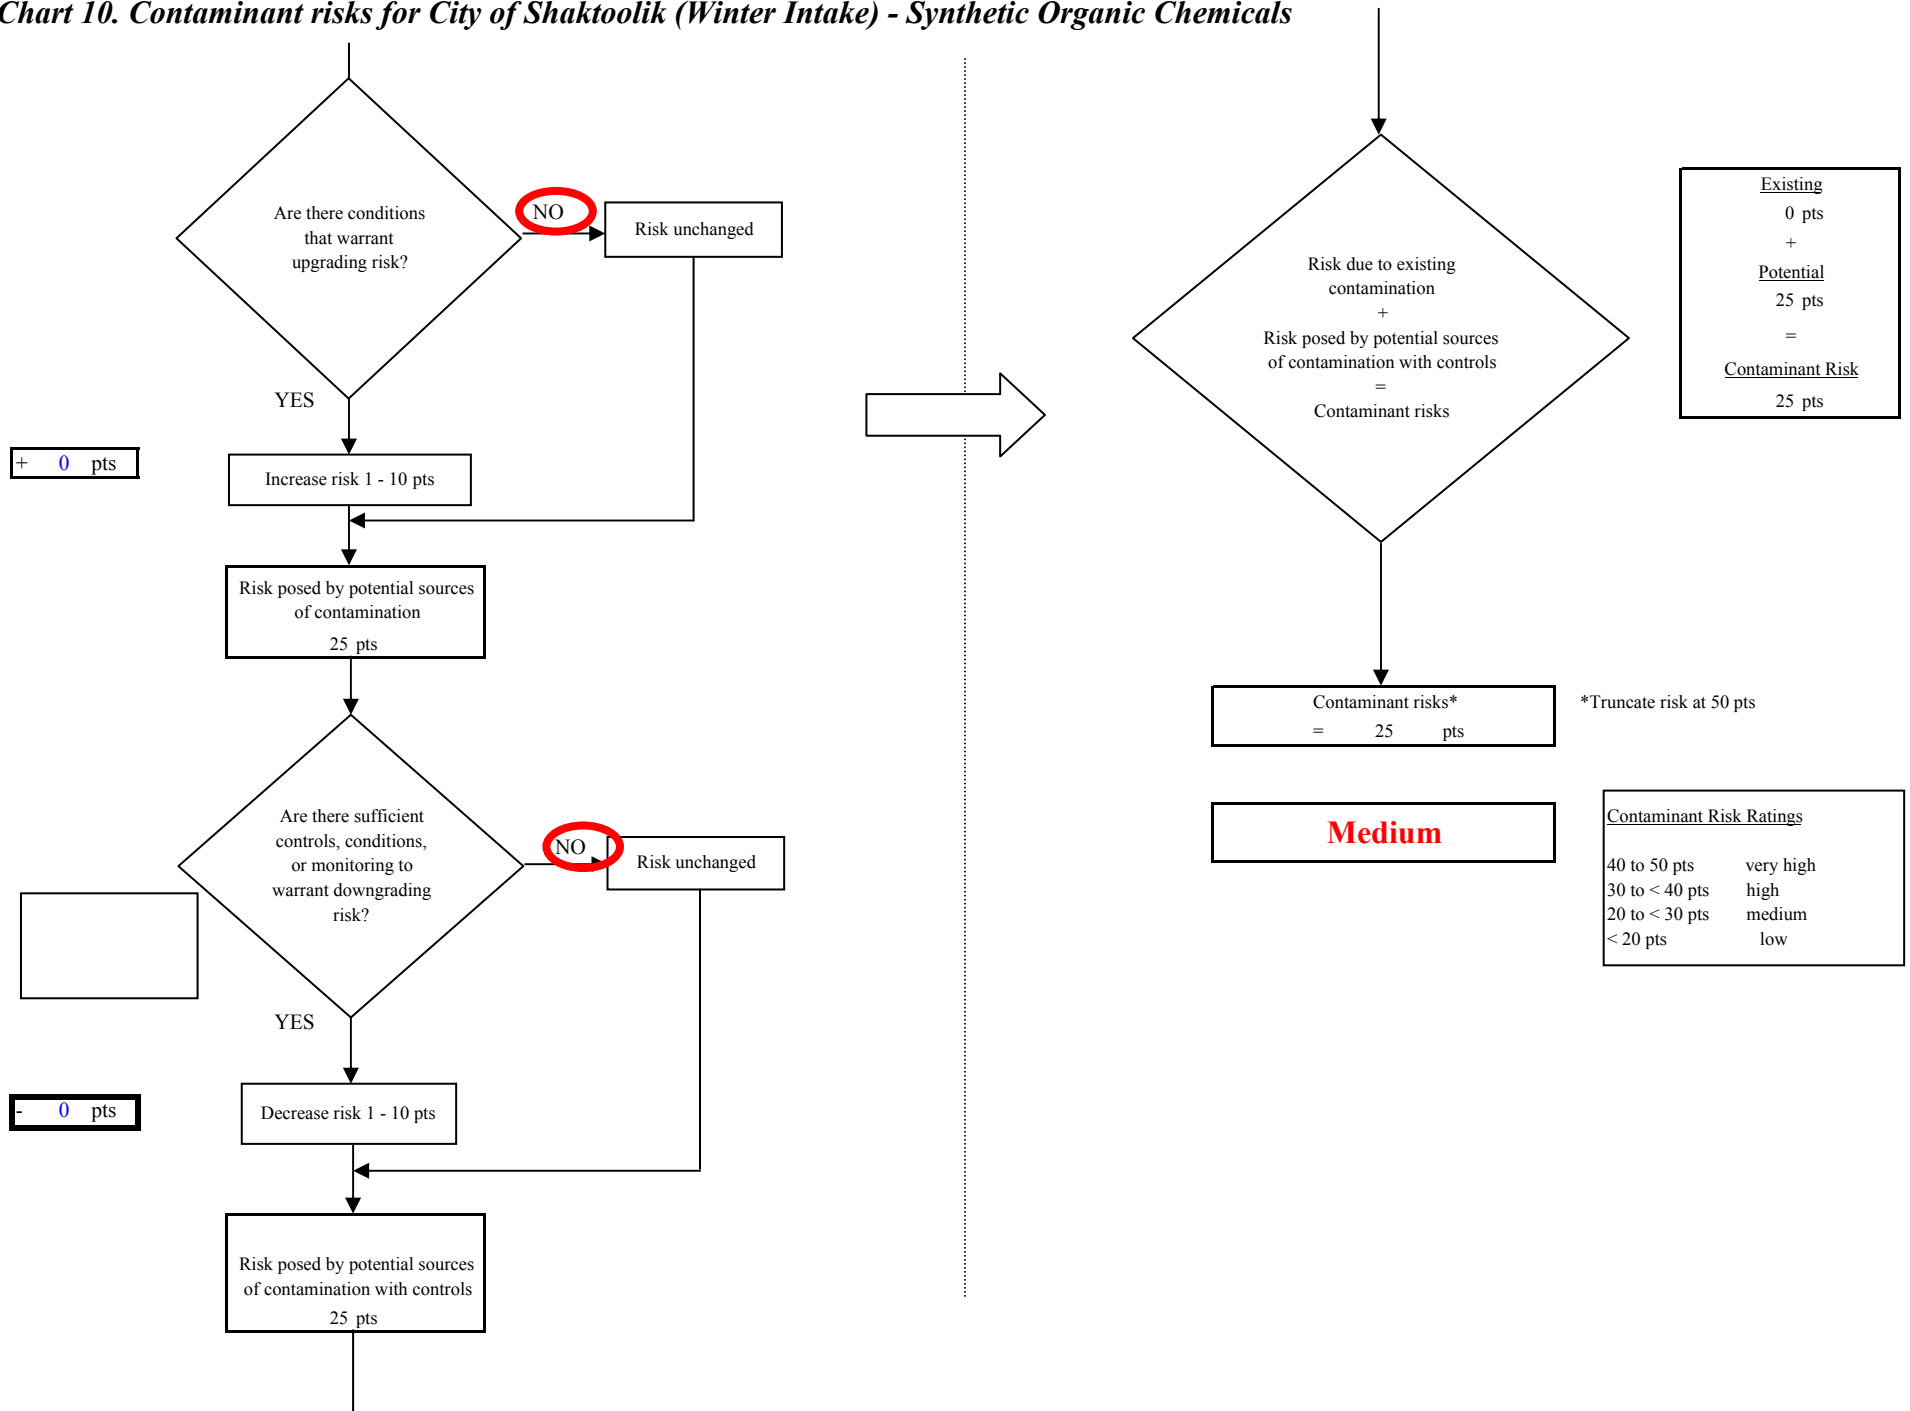 Chart 10. Contaminant risks for City of Shaktoolik (Winter Intake) - Synthetic Organic Chemicals
Are there conditions
that warrant
upgrading risk?
NO
Risk unchanged
YES
+ 0 pts
Increase risk 1 - 10 pts
Risk posed by potential sources
of contamination
25 pts
Are there sufficient
controls, conditions,
or monitoring to
warrant downgrading
risk?
NO
Risk unchanged
YES
- 0 pts
Decrease risk 1 - 10 pts
Risk posed by potential sources
of contamination with controls
25 pts
Risk due to existing
contamination
+
Risk posed by potential sources
of contamination with controls
=
Contaminant risks
Existing
0 pts
+
Potential
25 pts
=
Contaminant Risk
25 pts
Contaminant risks*
= 25 pts
*Truncate risk at 50 pts
Medium
Contaminant Risk Ratings
40 to 50 pts very high
30 to < 40 pts high
20 to < 30 pts medium
< 20 pts low